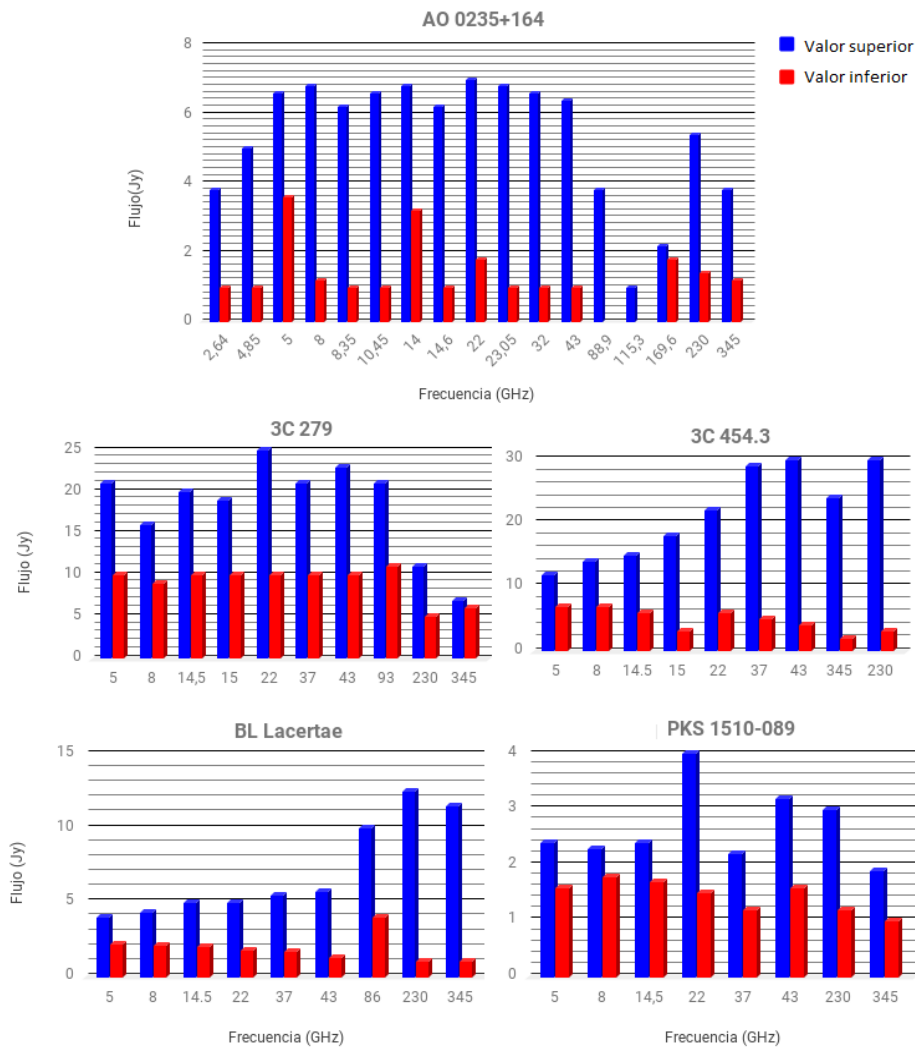 AO 0235+164
Valor superior
Valor inferior
8
6
4
2
0
Flujo(Jy)
2,64 4,85 5 8 8,35 10,45 14 14,6 22 23,05 32 43 88,9 115,3 169,6 230 345
Frecuencia (GHz)
3C 279
25
20
15
10
5
0
Flujo (Jy)
5 8 14,5 15 22 37 43 93 230 345
3C 454.3
30
20
10
0
5 8 14.5 15 22 37 43 345 230
BL Lacertae
15
10
5
0
Flujo (Jy)
5 8 14.5 22 37 43 86 230 345
Frecuencia (GHz)
PKS 1510-089
4
3
2
1
0
5 8 14,5 22 37 43 230 345
Frecuencia (GHz)